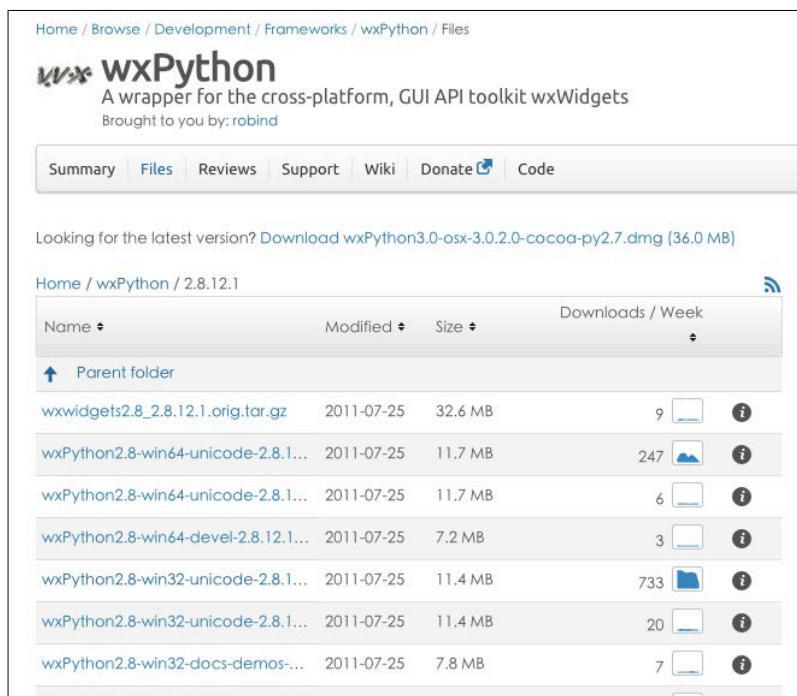 Home / Browse / Development / Frameworks / wxPython / Files
wx wxPython
A wrapper for the cross-platform, GUI API toolkit wxWidgets
Brought to you by: robind
Summary Files Reviews Support Wiki Donate Code
Looking for the latest version? Download wxPython3.0-osx-3.0.2.0-cocoa-py2.7.dmg (36.0 MB)
Home / wxPython / 2.8.12.1
Name Modified Size Downloads / Week
Parent folder
wxwidgets2.8_2.8.12.1.orig.tar.gz 2011-07-25 32.6 MB 9
wxPython2.8-win64-unicode-2.8.1... 2011-07-25 11.7 MB 247
wxPython2.8-win64-unicode-2.8.1... 2011-07-25 11.7 MB 6
wxPython2.8-win64-devel-2.8.12.1... 2011-07-25 7.2 MB 3
wxPython2.8-win32-unicode-2.8.1... 2011-07-25 11.4 MB 733
wxPython2.8-win32-unicode-2.8.1... 2011-07-25 11.4 MB 20
wxPython2.8-win32-docs-demos-... 2011-07-25 7.8 MB 7